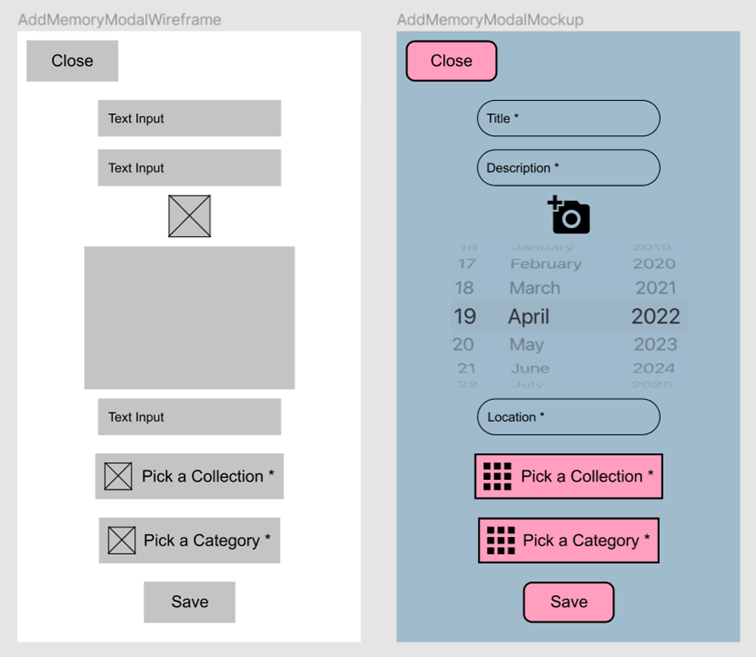 AddMemoryModalWireframe
Close
Text Input
Text Input
Text Input
Pick a Collection *
Pick a Category *
Save
AddMemoryModalMockup
Close
Title *
Description *
16 January 2019
17 February 2020
18 March 2021
19 April 2022
20 May 2023
21 June 2024
22 July 2025
Location *
Pick a Collection *
Pick a Category *
Save